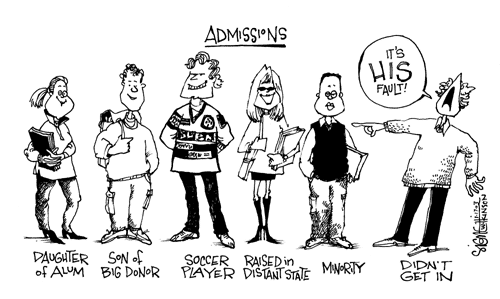 ADMISSIONS
IT'S
HIS
FAULT!
DAUGHTER
of ALUM
SON of
BIG DONOR
SOCCER
PLAYER
RAISED in
DISTANT STATE
MINORITY
DIDN'T
GET IN